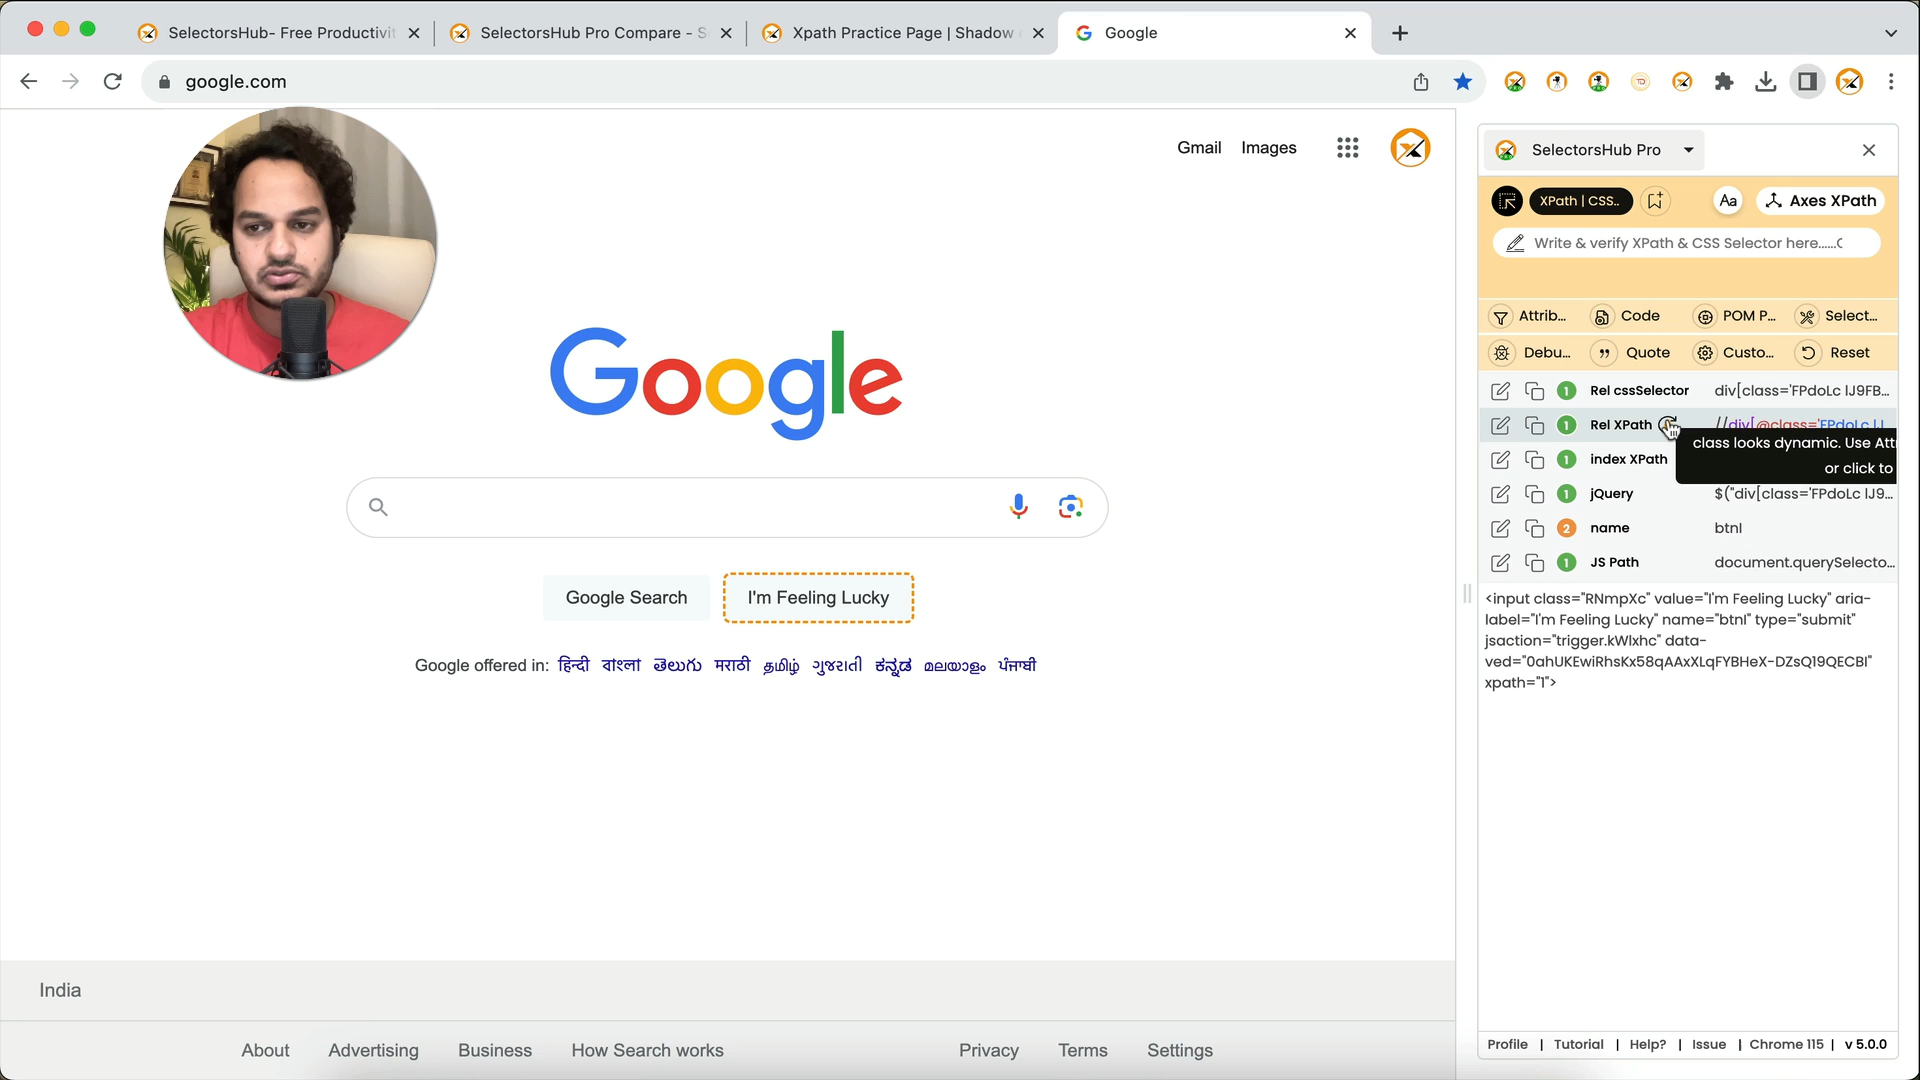 SelectorsHub- Free Productivit
SelectorsHub Pro Compare - S
Xpath Practice Page | Shadow
Google
google.com
Gmail Images
SelectorsHub Pro
XPath | CSS..
Aa
Axes XPath
Write & verify XPath & CSS Selector here......C
Attrib... Code POM P... Select...
Debu... Quote Custo... Reset
1 Rel cssSelector div[class='FPdoLc lJ9FB...
1 Rel XPath //div[@class='FPdoLc lJ
class looks dynamic. Use Att
or click to
1 index XPath
1 jQuery $("div[class='FPdoLc lJ9...
2 name btnI
1 JS Path document.querySelecto...
<input class="RNmpXc" value="I'm Feeling Lucky" aria-
label="I'm Feeling Lucky" name="btnI" type="submit"
jsaction="trigger.kWlxhc" data-
ved="0ahUKEwiRhsKx58qAAxXLqFYBHeX-DZsQ19QECBI"
xpath="1">
Google
Google Search
I'm Feeling Lucky
Google offered in: हिन्दी বাংলা తెలుగు मराठी தமிழ் ગુજરાતી ಕನ್ನಡ മലയാളം ਪੰਜਾਬੀ
India
About Advertising Business How Search works Privacy Terms Settings
Profile | Tutorial | Help? | Issue | Chrome 115 | v 5.0.0